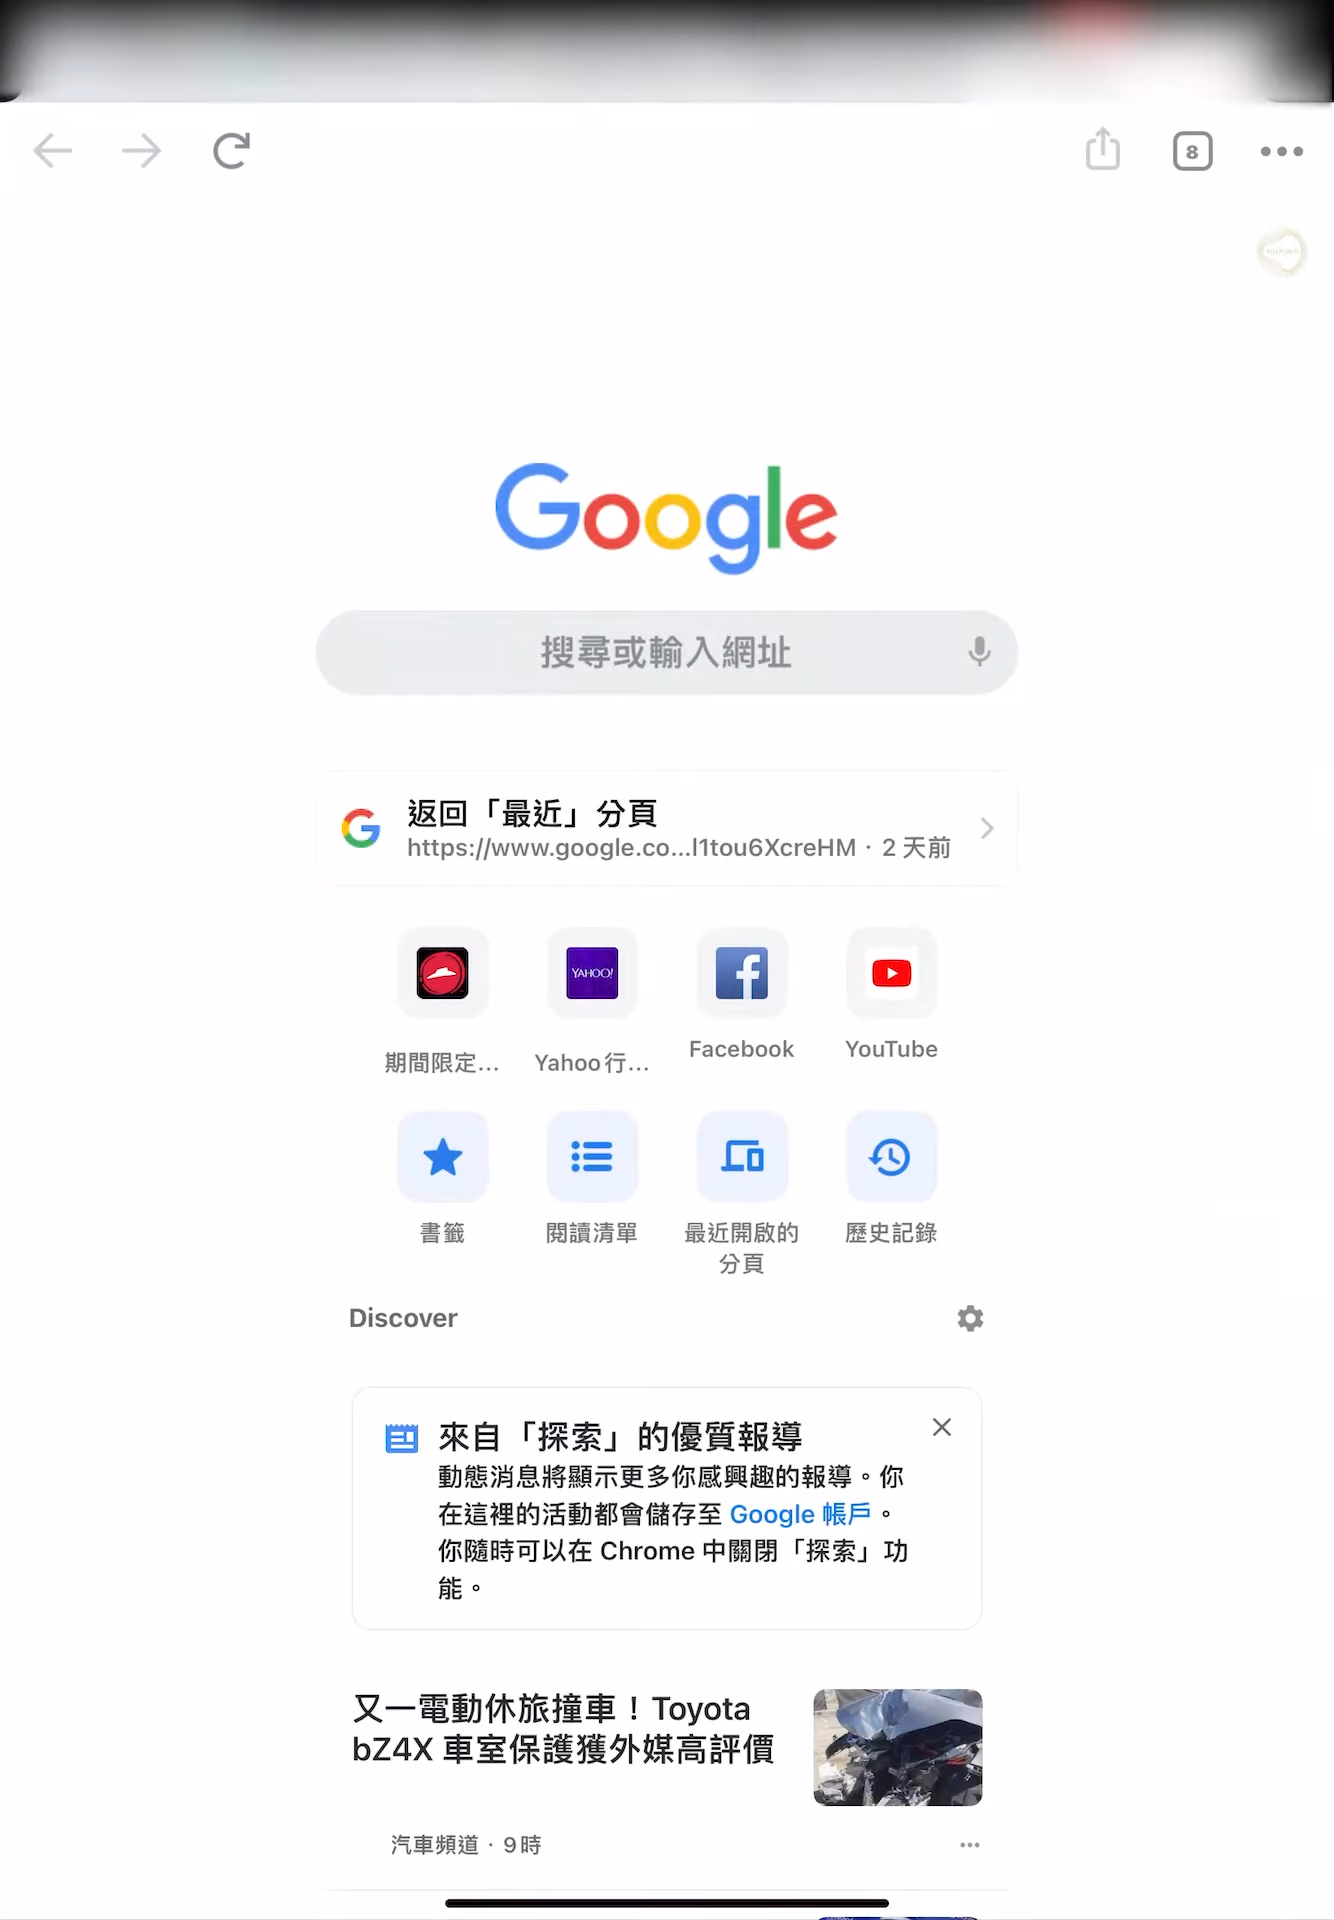 8
Google
搜尋或輸入網址
返回「最近」分頁
https://www.google.co...l1tou6XcreHM · 2 天前
YAHOO!
期間限定...
Yahoo行...
Facebook
YouTube
書籤
閱讀清單
最近開啟的
分頁
歷史記錄
Discover
來自「探索」的優質報導
動態消息將顯示更多你感興趣的報導。你
在這裡的活動都會儲存至 Google 帳戶。
你隨時可以在 Chrome 中關閉「探索」功
能。
又一電動休旅撞車！Toyota
bZ4X 車室保護獲外媒高評價
汽車頻道 · 9時